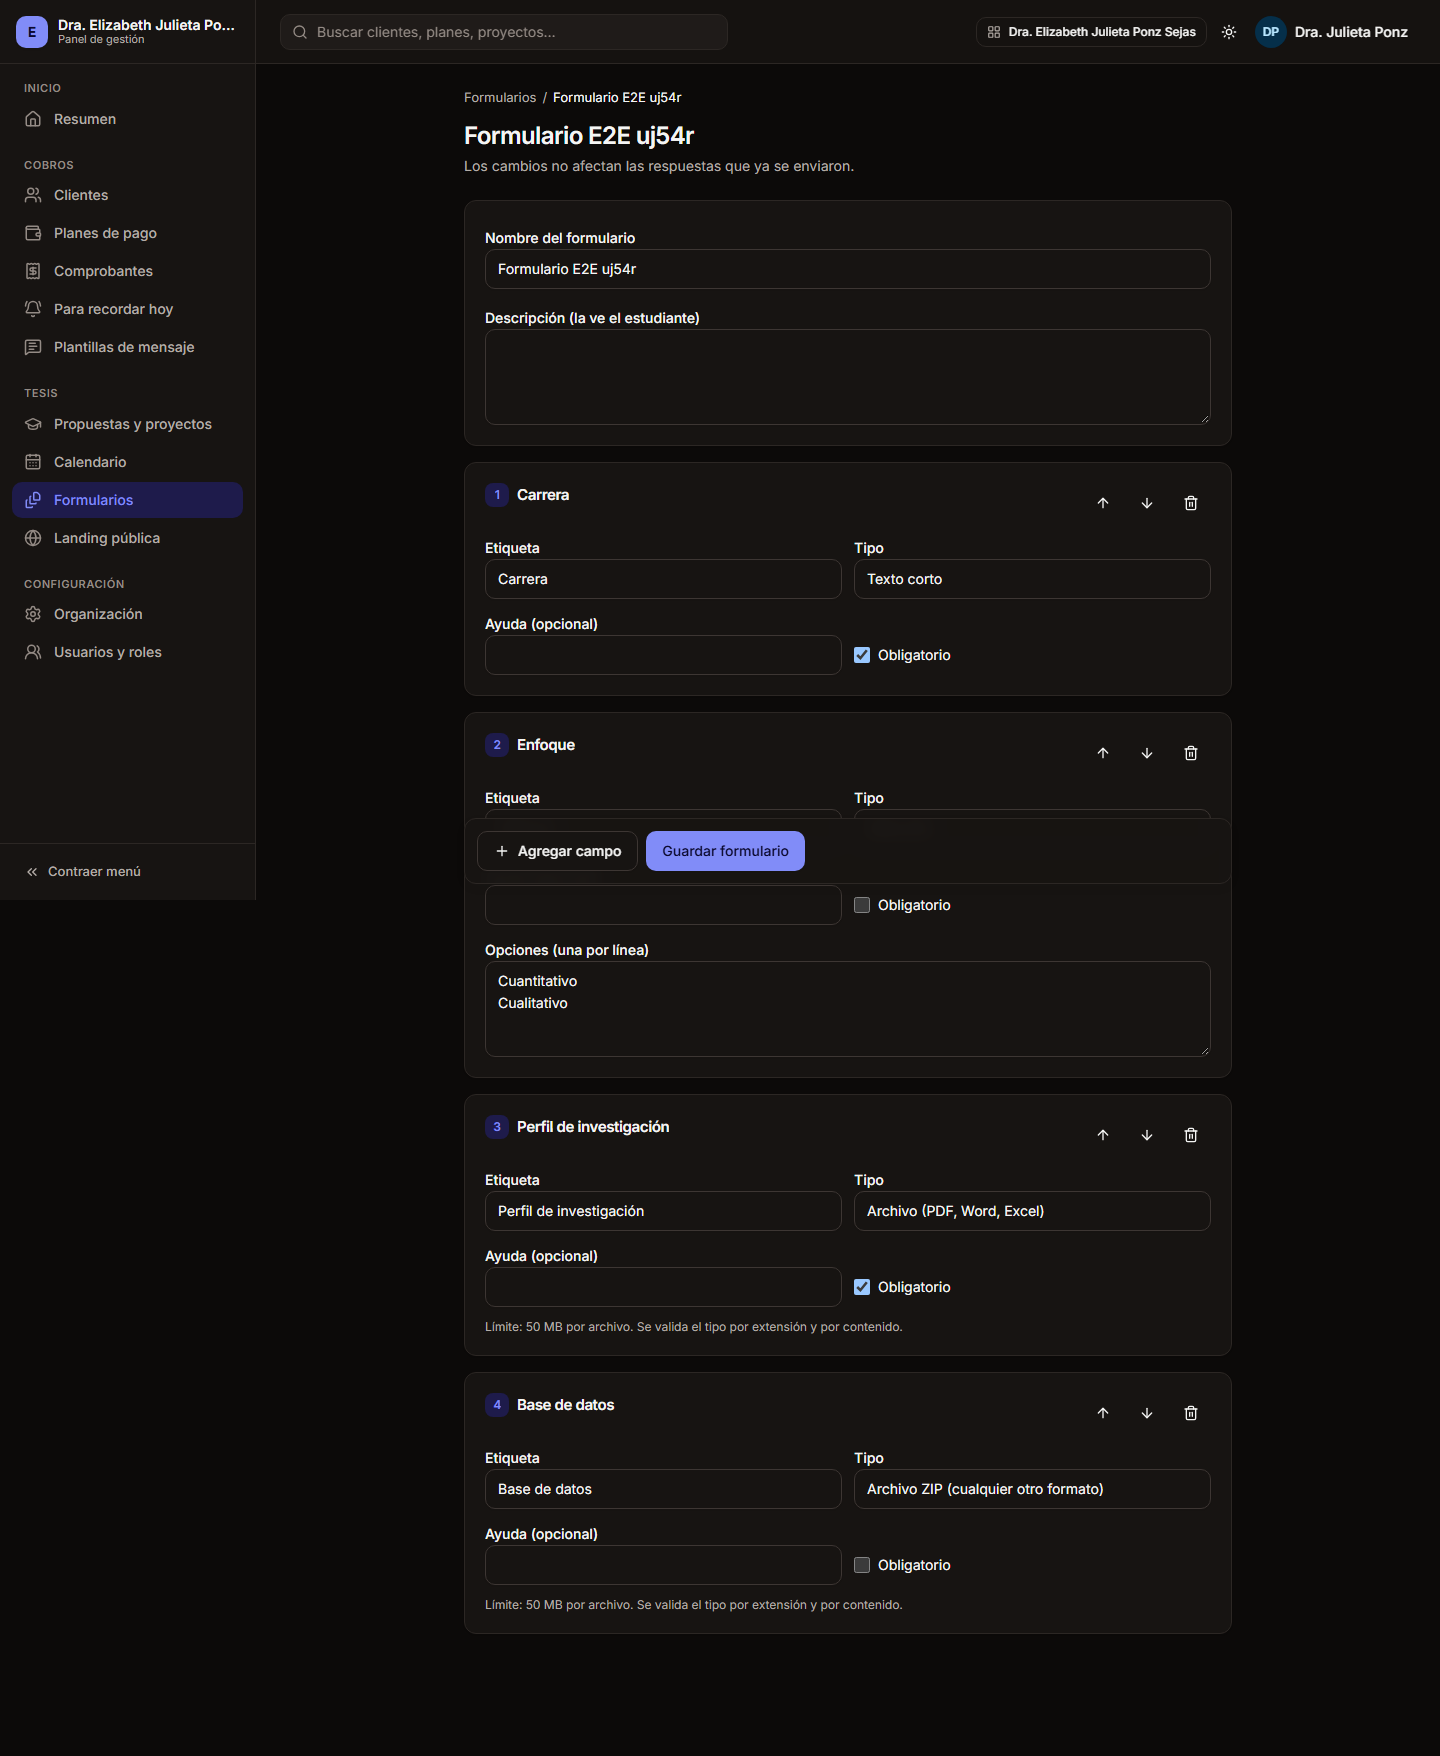 E
Dra. Elizabeth Julieta Po...
Panel de gestión
Buscar clientes, planes, proyectos...
Dra. Elizabeth Julieta Ponz Sejas
DP
Dra. Julieta Ponz
INICIO
Resumen
COBROS
Clientes
Planes de pago
Comprobantes
Para recordar hoy
Plantillas de mensaje
TESIS
Propuestas y proyectos
Calendario
Formularios
Landing pública
CONFIGURACIÓN
Organización
Usuarios y roles
Contraer menú
Formularios / Formulario E2E uj54r
Formulario E2E uj54r
Los cambios no afectan las respuestas que ya se enviaron.
Nombre del formulario
Formulario E2E uj54r
Descripción (la ve el estudiante)
1 Carrera
Etiqueta
Tipo
Carrera
Texto corto
Ayuda (opcional)
Obligatorio
2 Enfoque
Etiqueta
Tipo
Agregar campo
Guardar formulario
Obligatorio
Opciones (una por línea)
Cuantitativo
Cualitativo
3 Perfil de investigación
Etiqueta
Tipo
Perfil de investigación
Archivo (PDF, Word, Excel)
Ayuda (opcional)
Obligatorio
Límite: 50 MB por archivo. Se valida el tipo por extensión y por contenido.
4 Base de datos
Etiqueta
Tipo
Base de datos
Archivo ZIP (cualquier otro formato)
Ayuda (opcional)
Obligatorio
Límite: 50 MB por archivo. Se valida el tipo por extensión y por contenido.